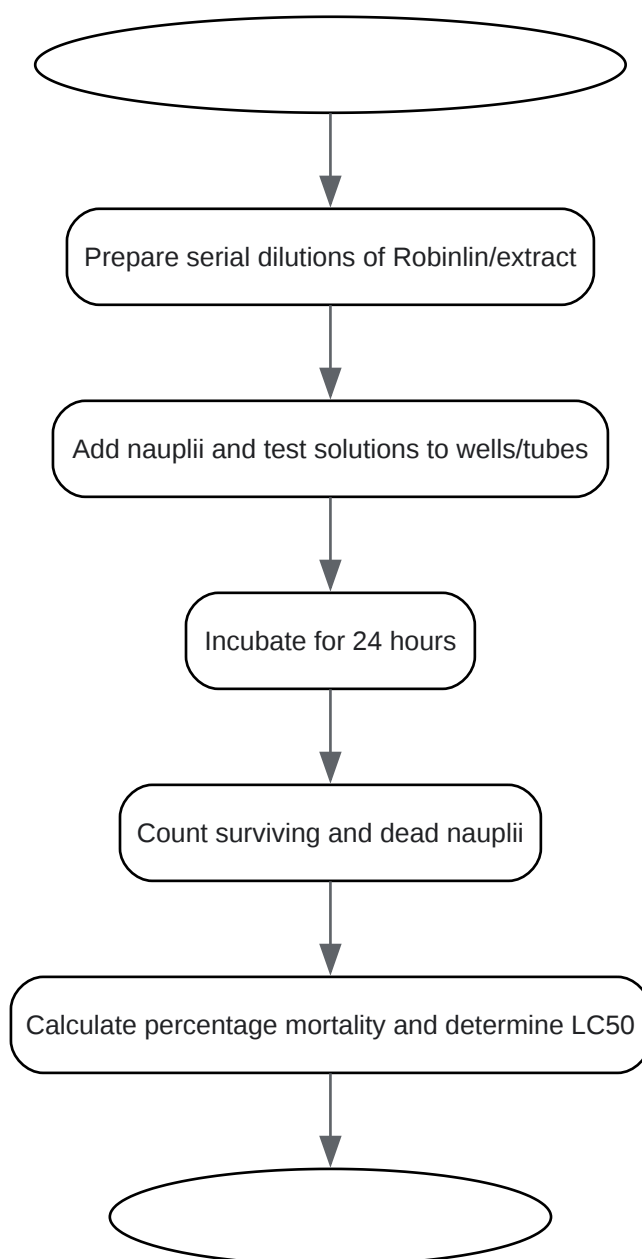 Prepare serial dilutions of Robinlin/extract
Add nauplii and test solutions to wells/tubes
Incubate for 24 hours
Count surviving and dead nauplii
Calculate percentage mortality and determine LC50